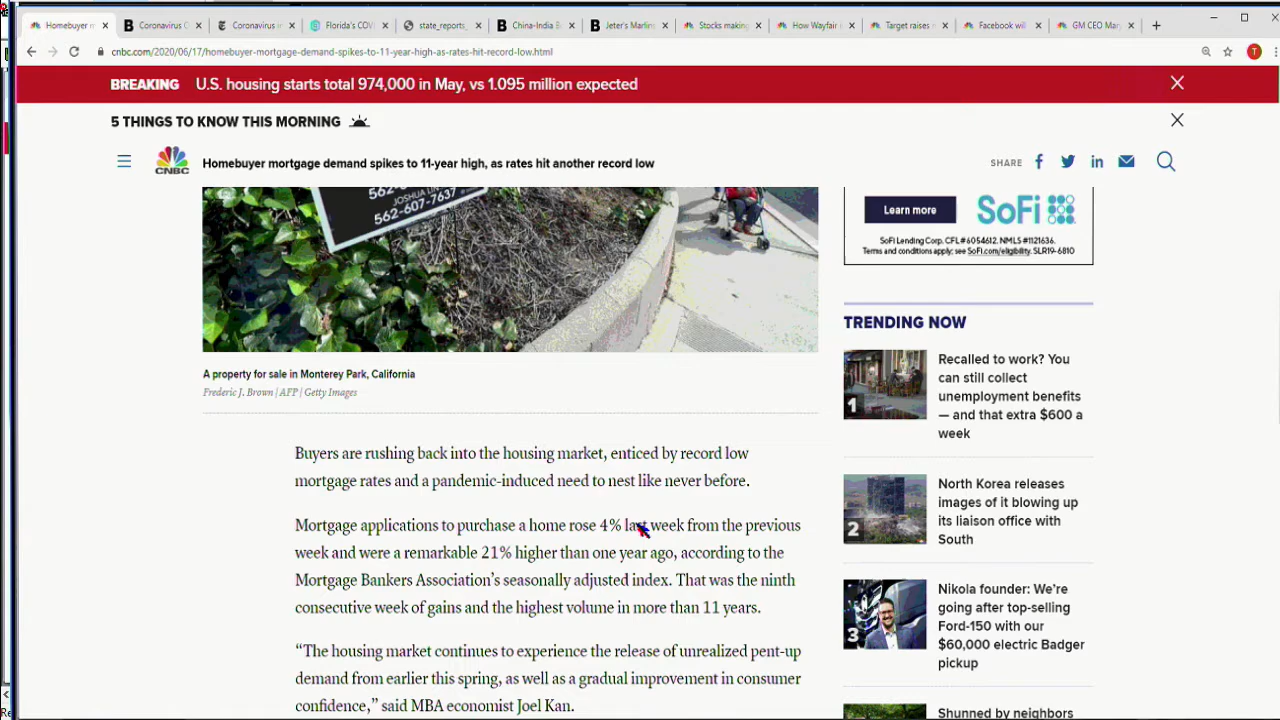 Homebuyer m
Coronavirus C
Coronavirus in
Florida's COV
state_reports_
China-India B
Jeter's Marlin
Stocks making
How Wayfair
Target raises
Facebook will
GM CEO Mar
cnbc.com/2020/06/17/homebuyer-mortgage-demand-spikes-to-11-year-high-as-rates-hit-record-low.html
T
BREAKING U.S. housing starts total 974,000 in May, vs 1.095 million expected
5 THINGS TO KNOW THIS MORNING
CNBC
Homebuyer mortgage demand spikes to 11-year high, as rates hit another record low
SHARE
JOSHUA
562-607-7637
A property for sale in Monterey Park, California
Frederic J. Brown | AFP | Getty Images
Buyers are rushing back into the housing market, enticed by record low
mortgage rates and a pandemic-induced need to nest like never before.
Mortgage applications to purchase a home rose 4% last week from the previous
week and were a remarkable 21% higher than one year ago, according to the
Mortgage Bankers Association's seasonally adjusted index. That was the ninth
consecutive week of gains and the highest volume in more than 11 years.
“The housing market continues to experience the release of unrealized pent-up
demand from earlier this spring, as well as a gradual improvement in consumer
confidence,” said MBA economist Joel Kan.
Learn more
SoFi
SoFi Lending Corp. CFL#6054612. NMLS #1121636.
Terms and conditions apply; see SoFi.com/eligibility. SLR19-6810
TRENDING NOW
1
Recalled to work? You
can still collect
unemployment benefits
— and that extra $600 a
week
2
North Korea releases
images of it blowing up
its liaison office with
South
3
Nikola founder: We're
going after top-selling
Ford-150 with our
$60,000 electric Badger
pickup
Shunned by neighbors